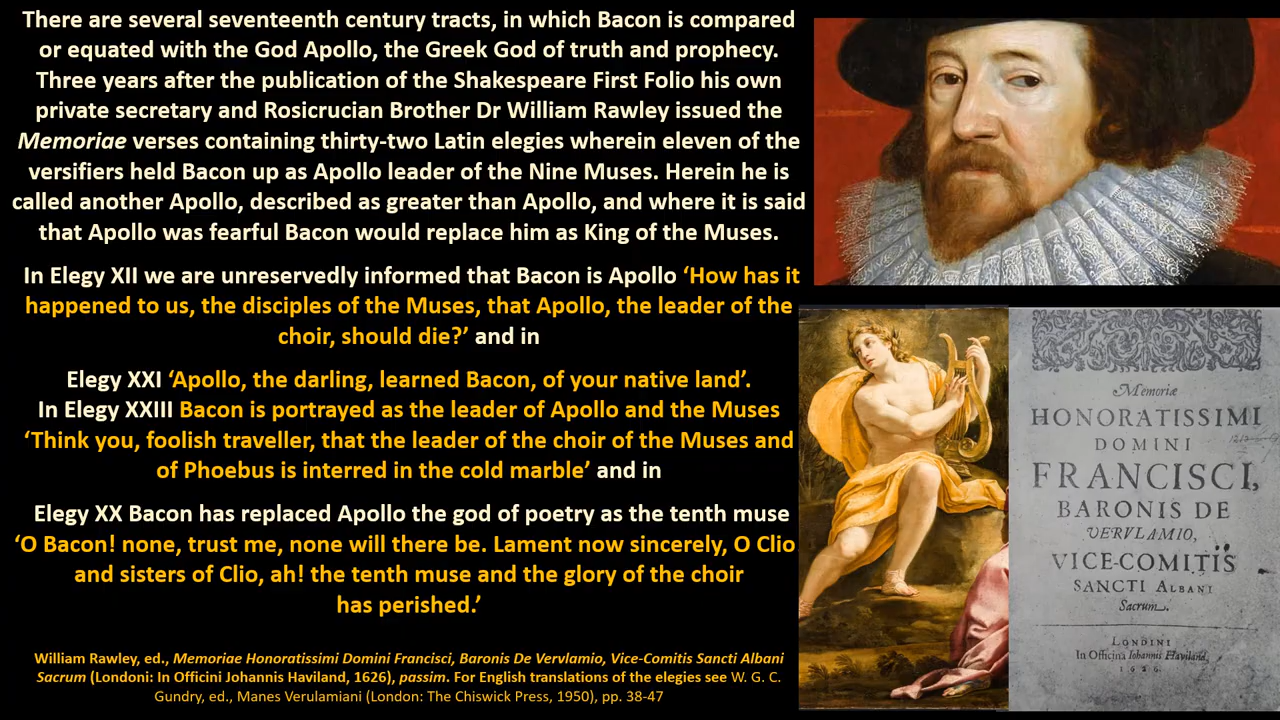 There are several seventeenth century tracts, in which Bacon is compared
or equated with the God Apollo, the Greek God of truth and prophecy.
Three years after the publication of the Shakespeare First Folio his own
private secretary and Rosicrucian Brother Dr William Rawley issued the
Memoriae verses containing thirty-two Latin elegies wherein eleven of the
versifiers held Bacon up as Apollo leader of the Nine Muses. Herein he is
called another Apollo, described as greater than Apollo, and where it is said
that Apollo was fearful Bacon would replace him as King of the Muses.
In Elegy XII we are unreservedly informed that Bacon is Apollo ‘How has it
happened to us, the disciples of the Muses, that Apollo, the leader of the
choir, should die?’ and in
Elegy XXI ‘Apollo, the darling, learned Bacon, of your native land’.
In Elegy XXIII Bacon is portrayed as the leader of Apollo and the Muses
‘Think you, foolish traveller, that the leader of the choir of the Muses and
of Phoebus is interred in the cold marble’ and in
Elegy XX Bacon has replaced Apollo the god of poetry as the tenth muse
‘O Bacon! none, trust me, none will there be. Lament now sincerely, O Clio
and sisters of Clio, ah! the tenth muse and the glory of the choir
has perished.’
William Rawley, ed., Memoriae Honoratissimi Domini Francisci, Baronis De Vervlamio, Vice-Comitis Sancti Albani
Sacrum (Londoni: In Officini Johannis Haviland, 1626), passim. For English translations of the elegies see W. G. C.
Gundry, ed., Manes Verulamiani (London: The Chiswick Press, 1950), pp. 38-47
Memoriæ
HONORATISSIMI
DOMINI
FRANCISCI,
BARONIS DE
VERVLAMIO,
VICE-COMITIS
SANCTI ALBANI
Sacrum.
LONDINI
In Officina Iohannis Haviland,
1626.